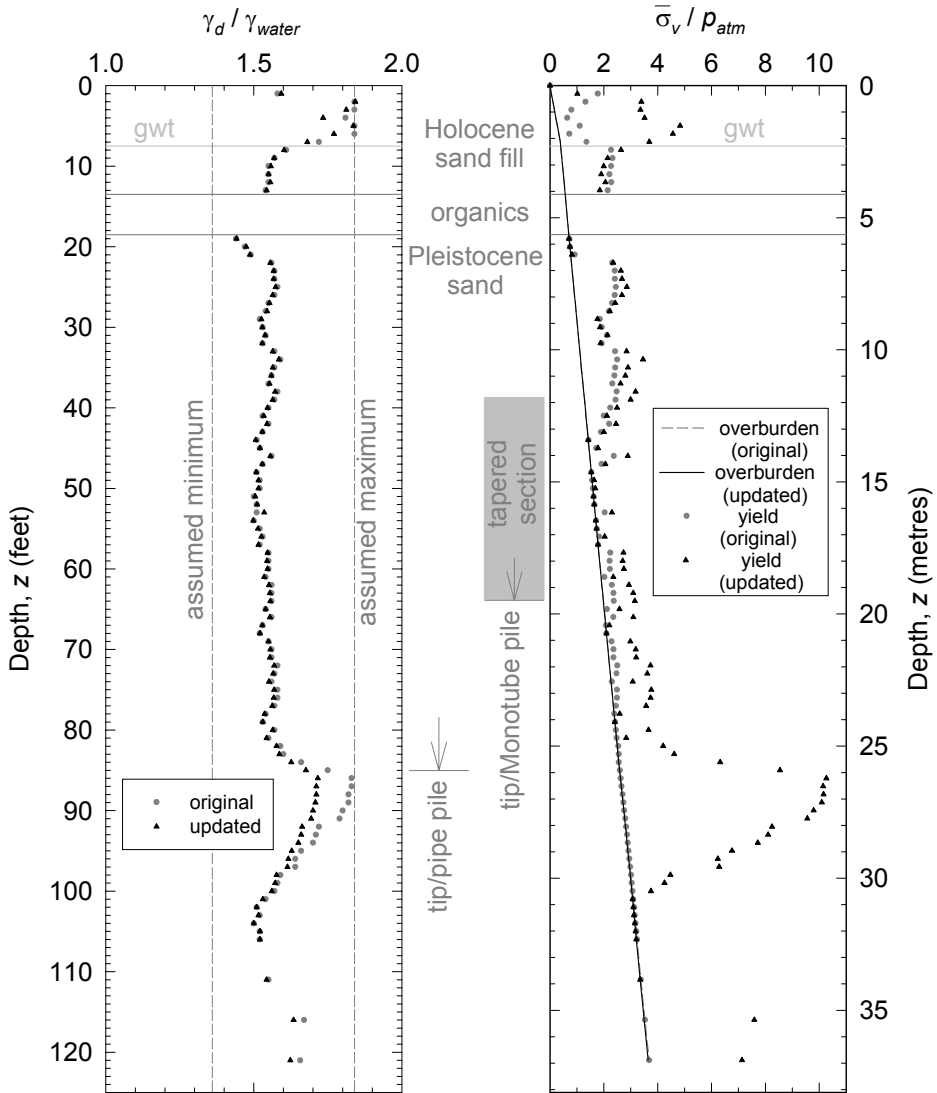 γd / γwater
1.0 1.5 2.0
σv / patm
0 2 4 6 8 10
Depth, z (feet)
0
10
20
30
40
50
60
70
80
90
100
110
120
gwt
assumed minimum
assumed maximum
original
updated
Holocene
sand fill
organics
Pleistocene
sand
tapered
section
tip/Monotube pile
tip/pipe pile
gwt
overburden
(original)
overburden
(updated)
yield
(original)
yield
(updated)
0
5
10
15
20
25
30
35
Depth, z (metres)